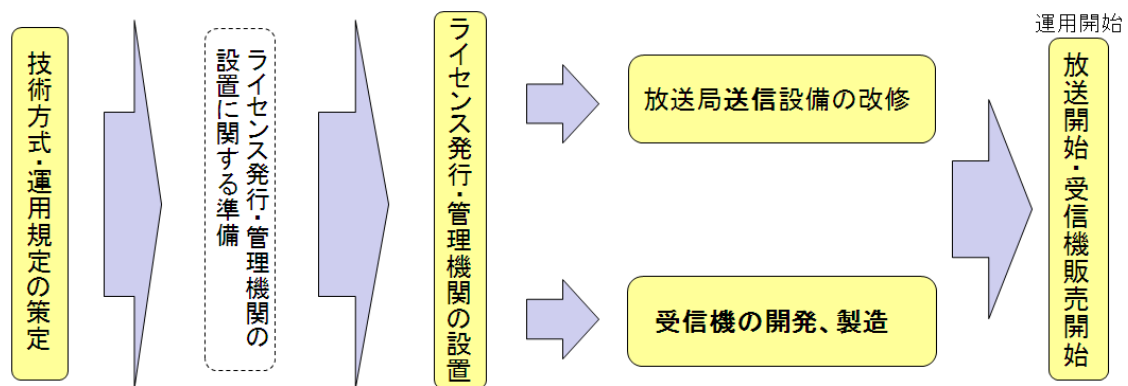 技術方式・運用規定の策定
ライセンス発行・管理機関の
設置に関する準備
ライセンス発行・管理機関の設置
放送局送信設備の改修
受信機の開発、製造
運用開始
放送開始・受信機販売開始